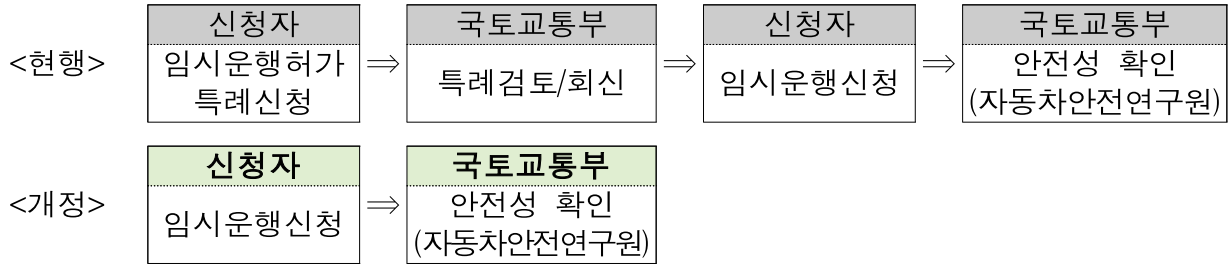 <현행>
신청자
임시운행허가
특례신청
⇒
국토교통부
특례검토/회신
⇒
신청자
임시운행신청
⇒
국토교통부
안전성 확인
(자동차안전연구원)
<개정>
신청자
임시운행신청
⇒
국토교통부
안전성 확인
(자동차안전연구원)